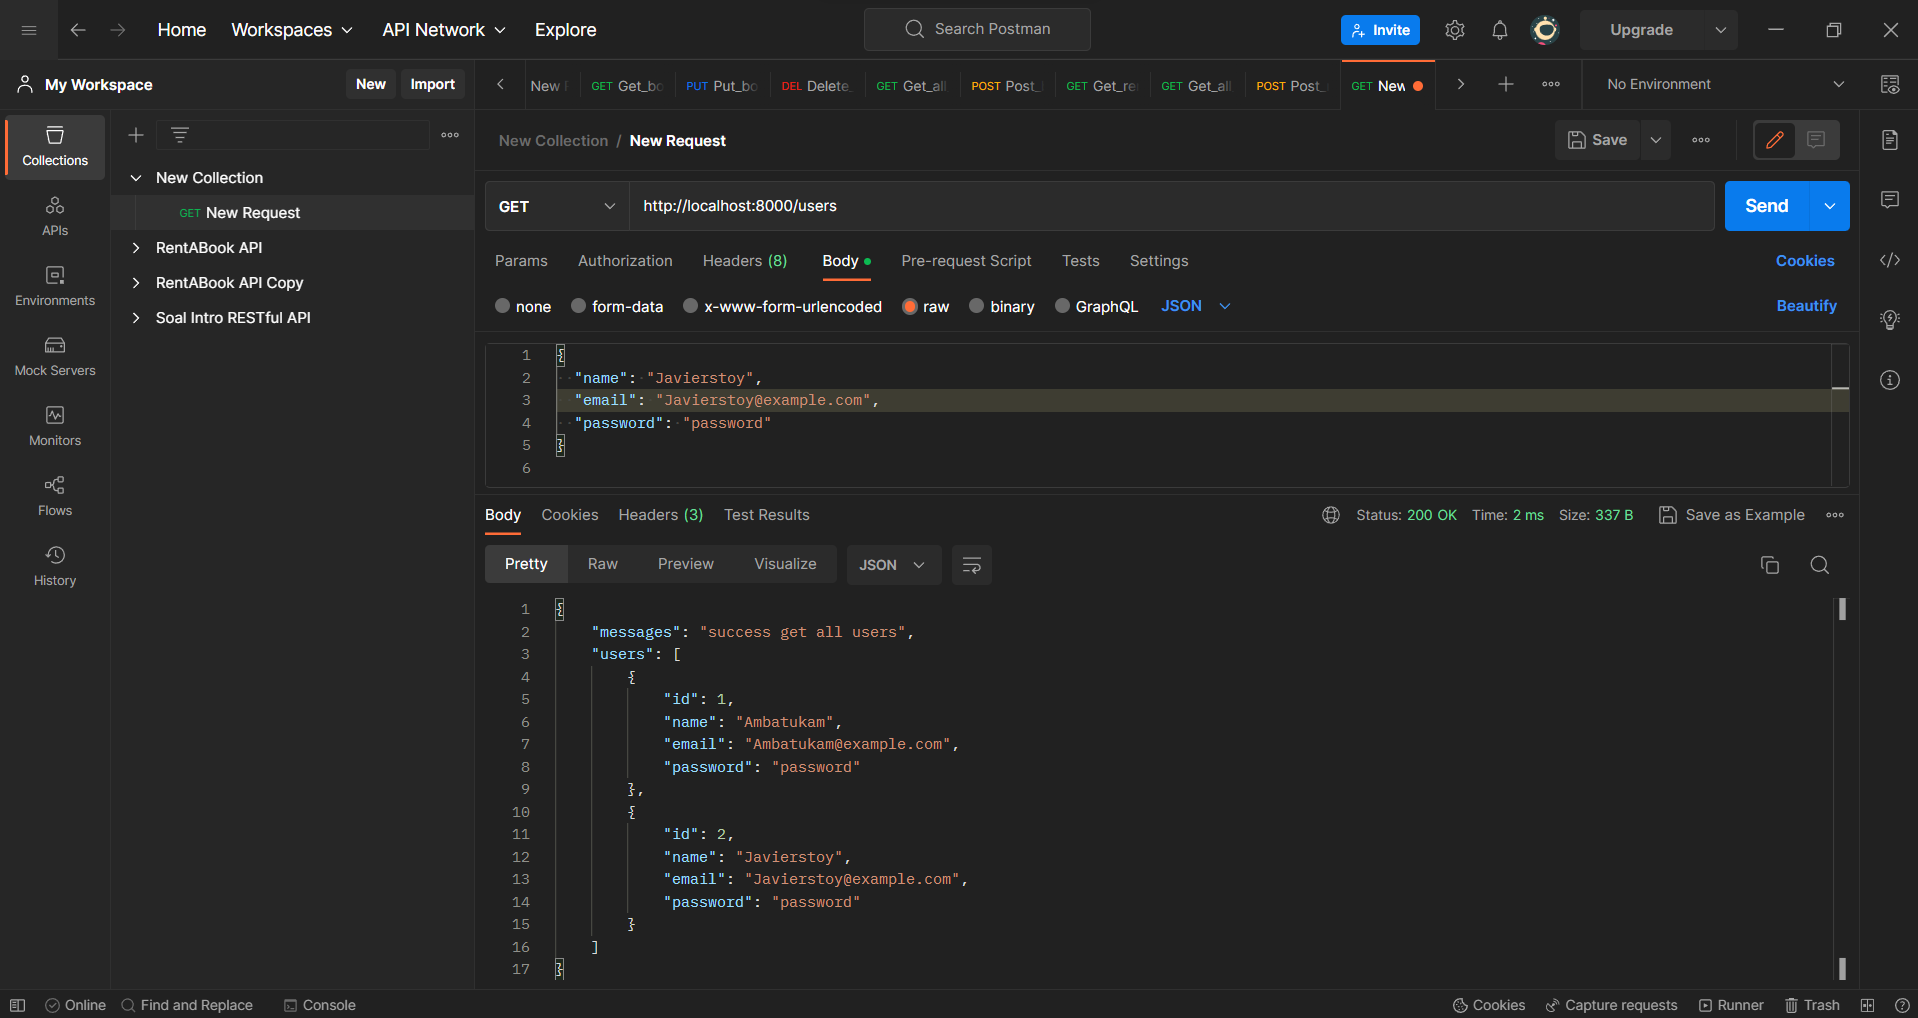 Home Workspaces API Network Explore Search Postman Invite Upgrade
My Workspace New Import New GET Get_bo PUT Put_bo DEL Delete_ GET Get_all POST Post_ GET Get_re GET Get_all POST Post_ GET New No Environment
Collections
APIs
Environments
Mock Servers
Monitors
Flows
History
New Collection
GET New Request
RentABook API
RentABook API Copy
Soal Intro RESTful API
New Collection / New Request Save
GET http://localhost:8000/users Send
Params Authorization Headers (8) Body Pre-request Script Tests Settings Cookies
none form-data x-www-form-urlencoded raw binary GraphQL JSON Beautify
1 {
2 "name": "Javierstoy",
3 "email": "Javierstoy@example.com",
4 "password": "password"
5 }
6
Body Cookies Headers (3) Test Results Status: 200 OK Time: 2 ms Size: 337 B Save as Example
Pretty Raw Preview Visualize JSON
1 {
2 "messages": "success get all users",
3 "users": [
4 {
5 "id": 1,
6 "name": "Ambatukam",
7 "email": "Ambatukam@example.com",
8 "password": "password"
9 },
10 {
11 "id": 2,
12 "name": "Javierstoy",
13 "email": "Javierstoy@example.com",
14 "password": "password"
15 }
16 ]
17 }
Online Find and Replace Console Cookies Capture requests Runner Trash